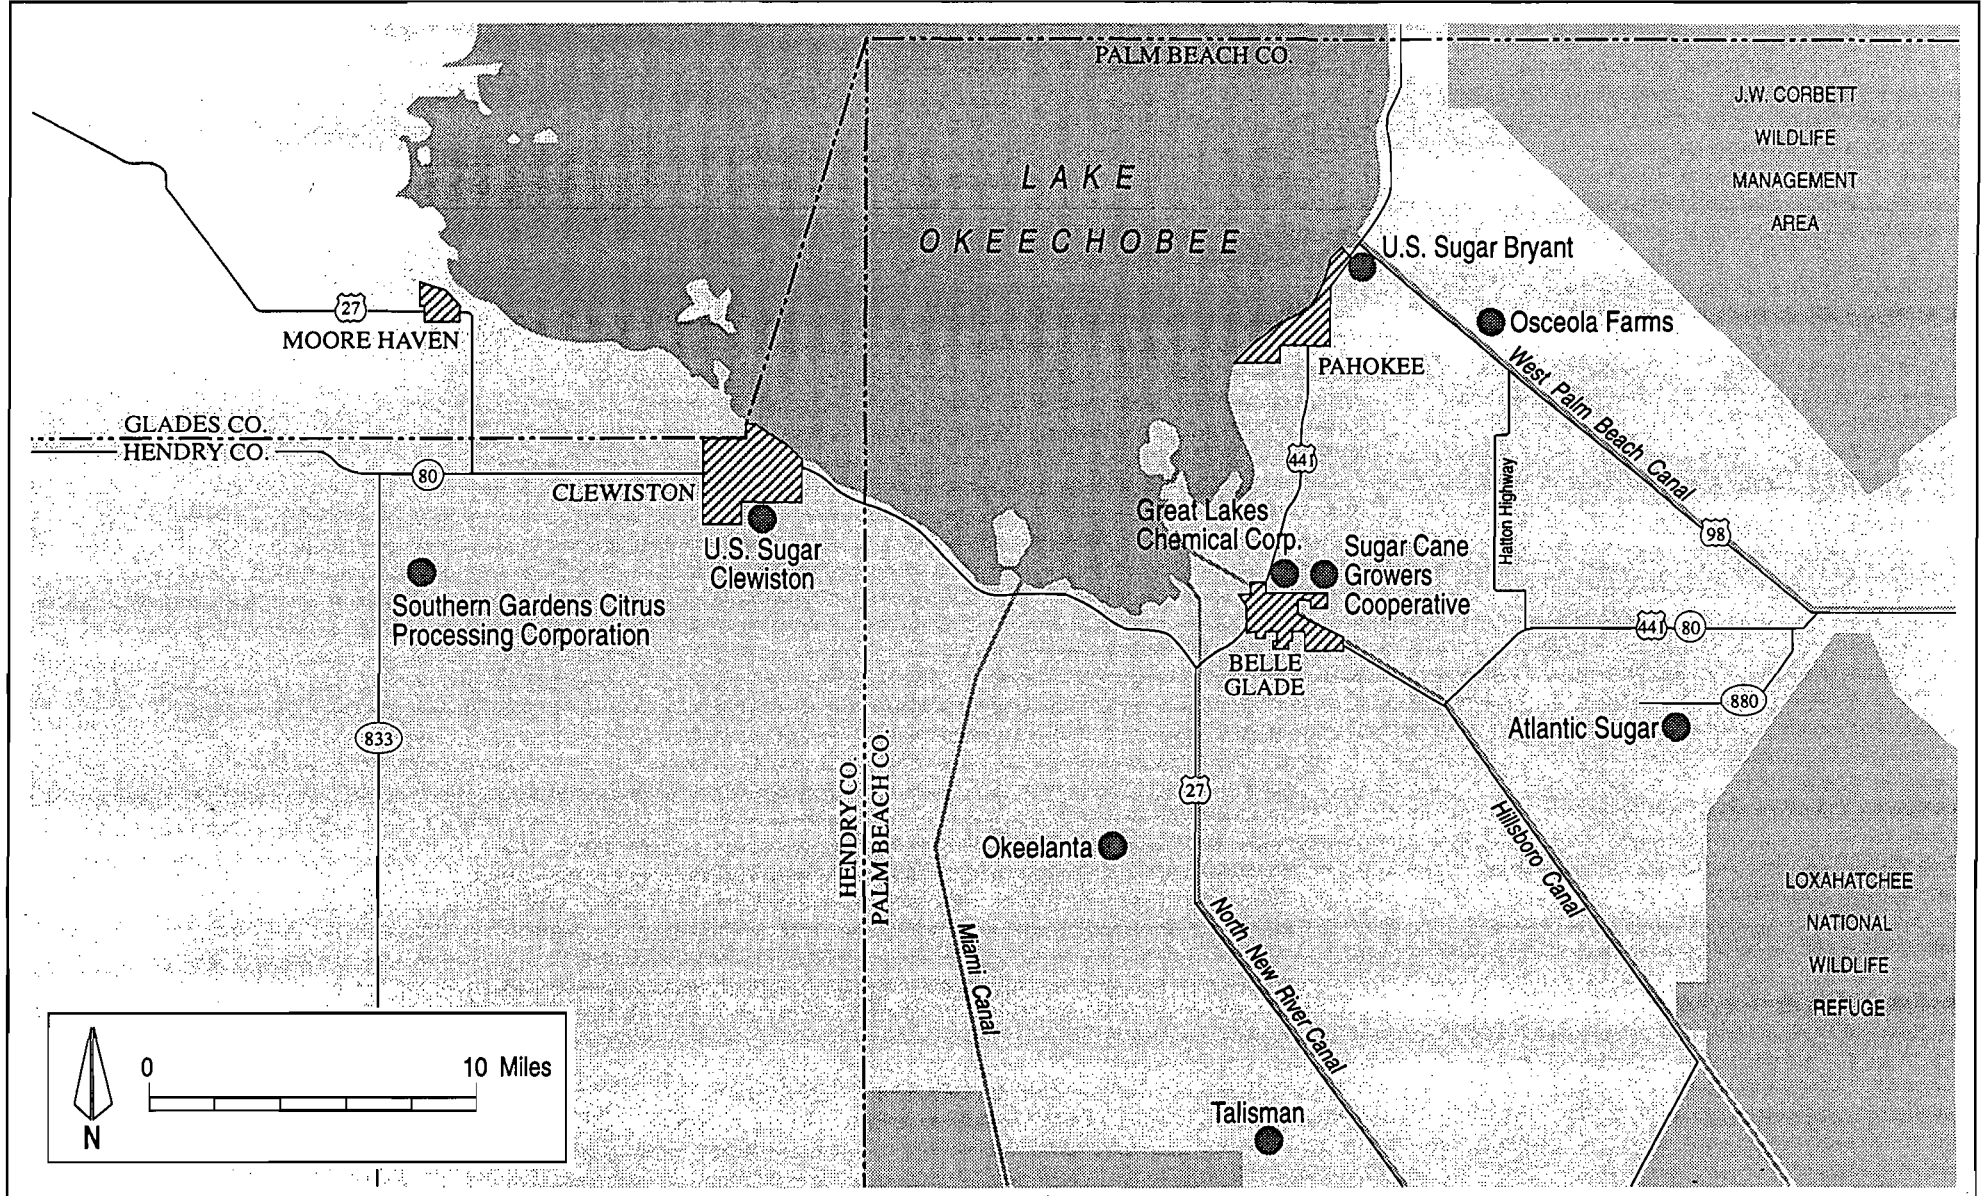 PALM BEACH CO.
J.W. CORBETT
WILDLIFE
MANAGEMENT
AREA
LAKE
OKEECHOBEE
U.S. Sugar Bryant
27
MOORE HAVEN
Osceola Farms
PAHOKEE
West Palm Beach Canal
GLADES CO.
HENDRY CO.
80
441
CLEWISTON
Hatton Highway
98
Great Lakes
Chemical Corp.
U.S. Sugar
Clewiston
Sugar Cane
Growers
Cooperative
Southern Gardens Citrus
Processing Corporation
441
80
BELLE
GLADE
880
Atlantic Sugar
833
HENDRY CO.
PALM BEACH CO.
27
Okeelanta
Hillsboro Canal
LOXAHATCHEE
NATIONAL
WILDLIFE
REFUGE
Miami Canal
North New River Canal
0
10 Miles
N
Talisman